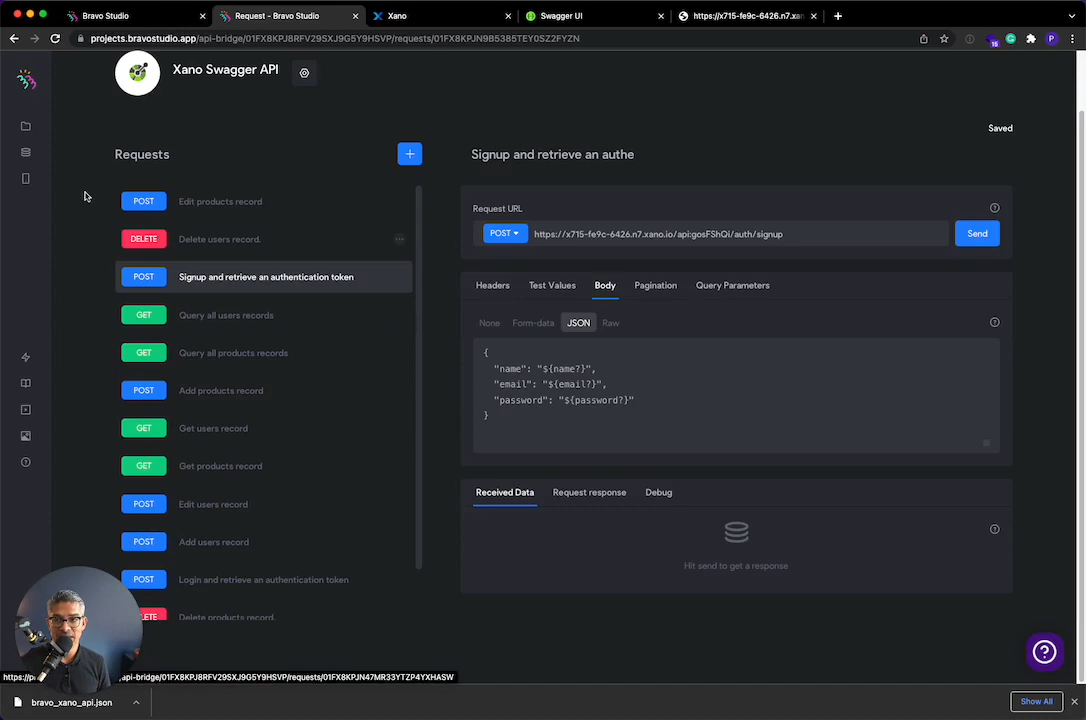 Bravo Studio
Request - Bravo Studio
Xano
Swagger UI
https://x715-fe9c-6426.n7.xan
projects.bravostudio.app/api-bridge/01FX8KPJ8RFV29SXJ9G5Y9HSVP/requests/01FX8KPJN9B5385TEY0SZ2FYZN
15
P
Xano Swagger API
Saved
Requests
+
Signup and retrieve an authe
POST Edit products record
DELETE Delete users record.
POST Signup and retrieve an authentication token
GET Query all users records
GET Query all products records
POST Add products record
GET Get users record
GET Get products record
POST Edit users record
POST Add users record
POST Login and retrieve an authentication token
LETE Delete products record.
Request URL
POST https://x715-fe9c-6426.n7.xano.io/api:gosFShQi/auth/signup Send
Headers Test Values Body Pagination Query Parameters
None Form-data JSON Raw
{
"name": "${name?}",
"email": "${email?}",
"password": "${password?}"
}
Received Data Request response Debug
Hit send to get a response
https://p api-bridge/01FX8KPJ8RFV29SXJ9G5Y9HSVP/requests/01FX8KPJN47MR33YTZP4YXHASW
bravo_xano_api.json
Show All